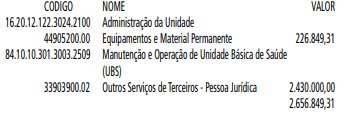 CODIGO NOME VALOR
16.20.12.122.3024.2100 Administração da Unidade
44905200.00 Equipamentos e Material Permanente 226.849,31
84.10.10.301.3003.2509 Manutenção e Operação de Unidade Básica de Saúde
(UBS)
33903900.02 Outros Serviços de Terceiros - Pessoa Jurídica 2.430.000,00
2.656.849,31